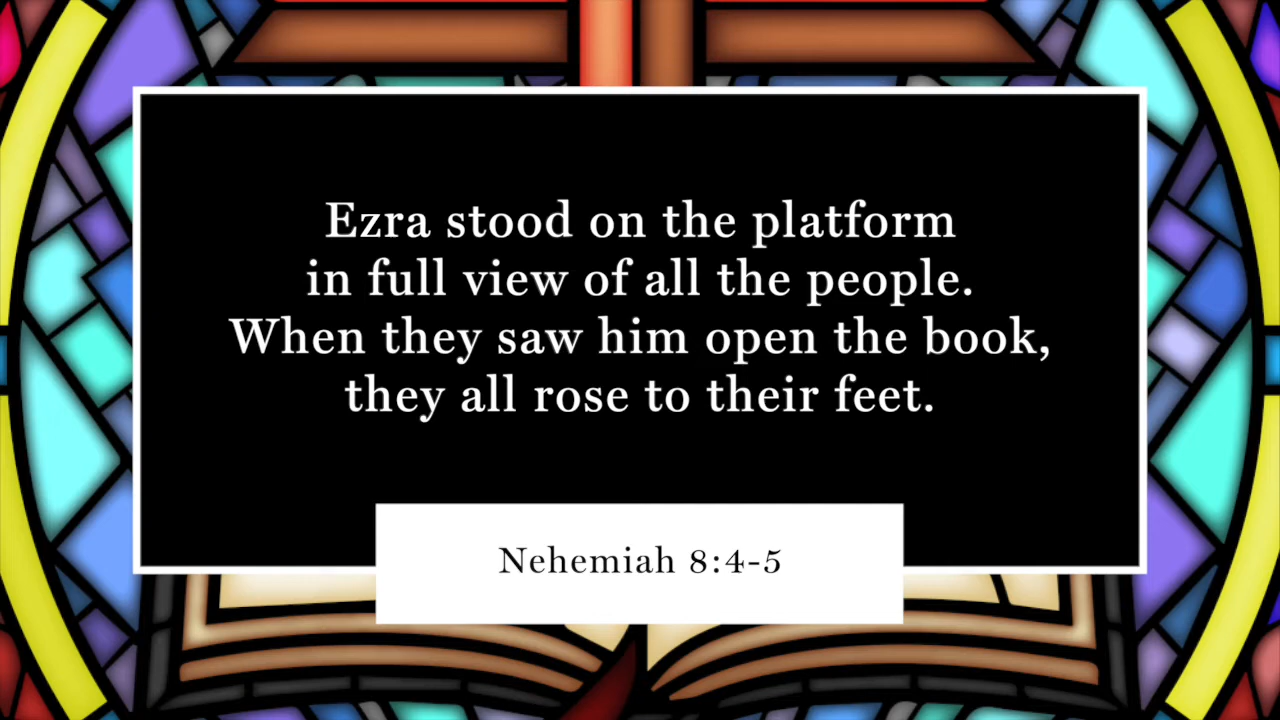 Ezra stood on the platform
in full view of all the people.
When they saw him open the book,
they all rose to their feet.
Nehemiah 8:4-5